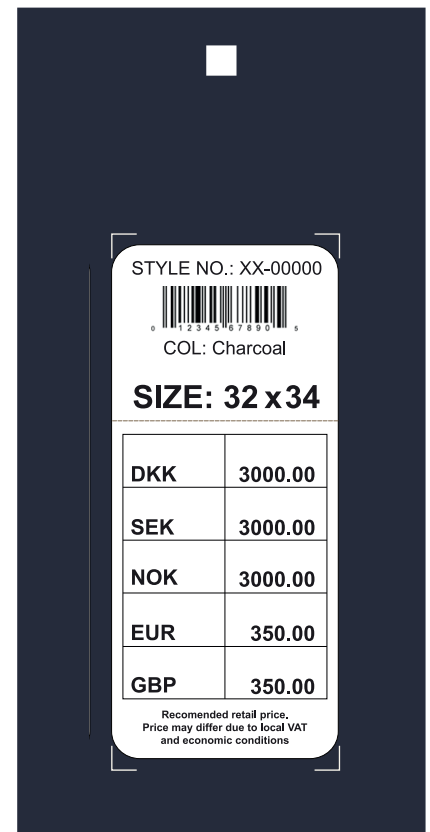 STYLE NO.: XX-00000
0 12345 67890 5
COL: Charcoal
SIZE: 32 x 34
DKK 3000.00
SEK 3000.00
NOK 3000.00
EUR 350.00
GBP 350.00
Recomended retail price.
Price may differ due to local VAT
and economic conditions